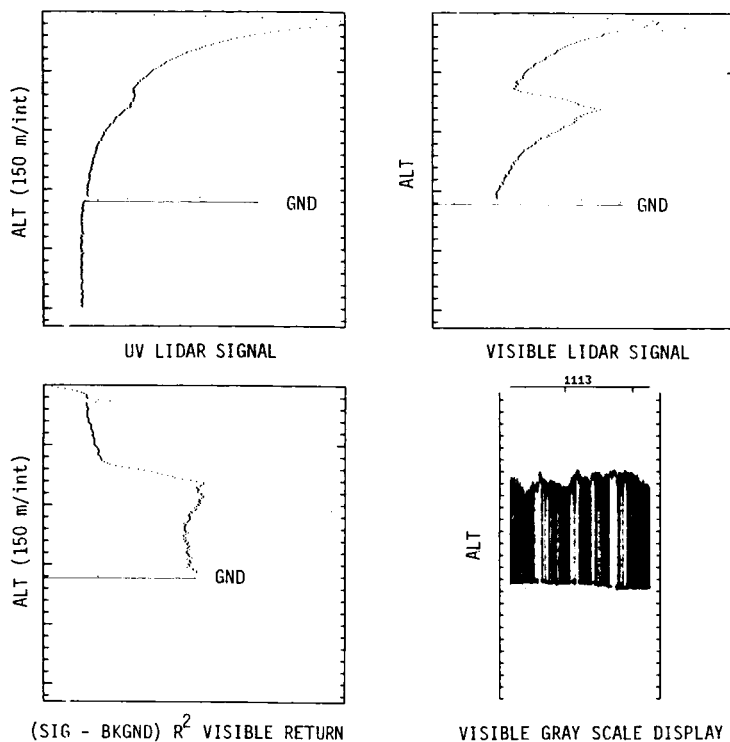 ALT (150 m/int)
GND
UV LIDAR SIGNAL
ALT
GND
VISIBLE LIDAR SIGNAL
ALT (150 m/int)
GND
(SIG - BKGND) R² VISIBLE RETURN
1113
ALT
VISIBLE GRAY SCALE DISPLAY